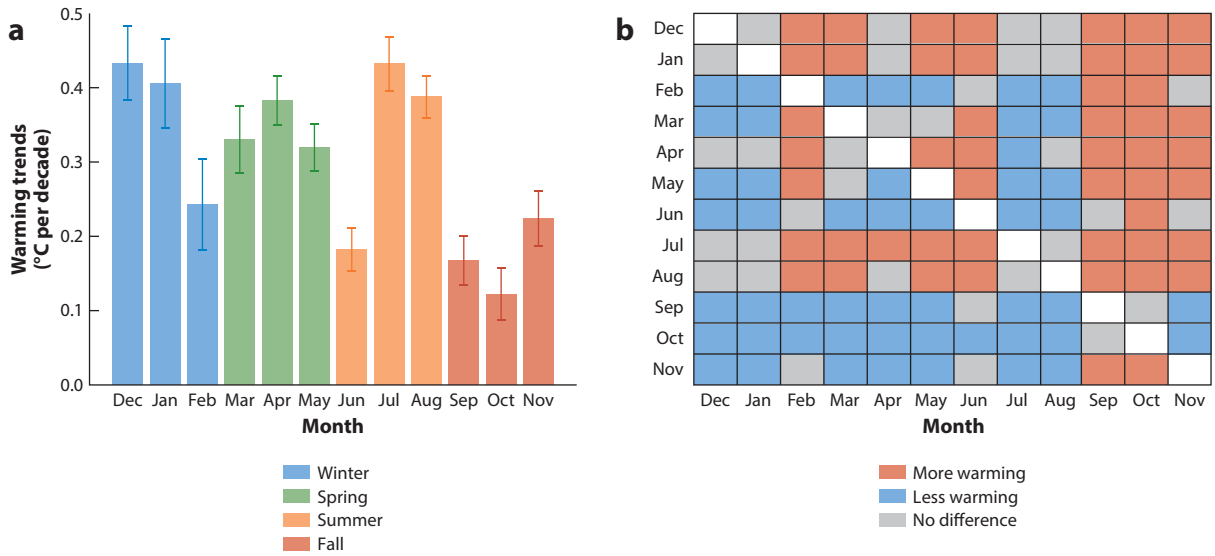 a
Warming trends
(°C per decade)
0.5
0.4
0.3
0.2
0.1
0.0
Dec Jan Feb Mar Apr May Jun Jul Aug Sep Oct Nov
Month
Winter
Spring
Summer
Fall
b
Dec
Jan
Feb
Mar
Apr
May
Jun
Jul
Aug
Sep
Oct
Nov
Dec Jan Feb Mar Apr May Jun Jul Aug Sep Oct Nov
Month
More warming
Less warming
No difference